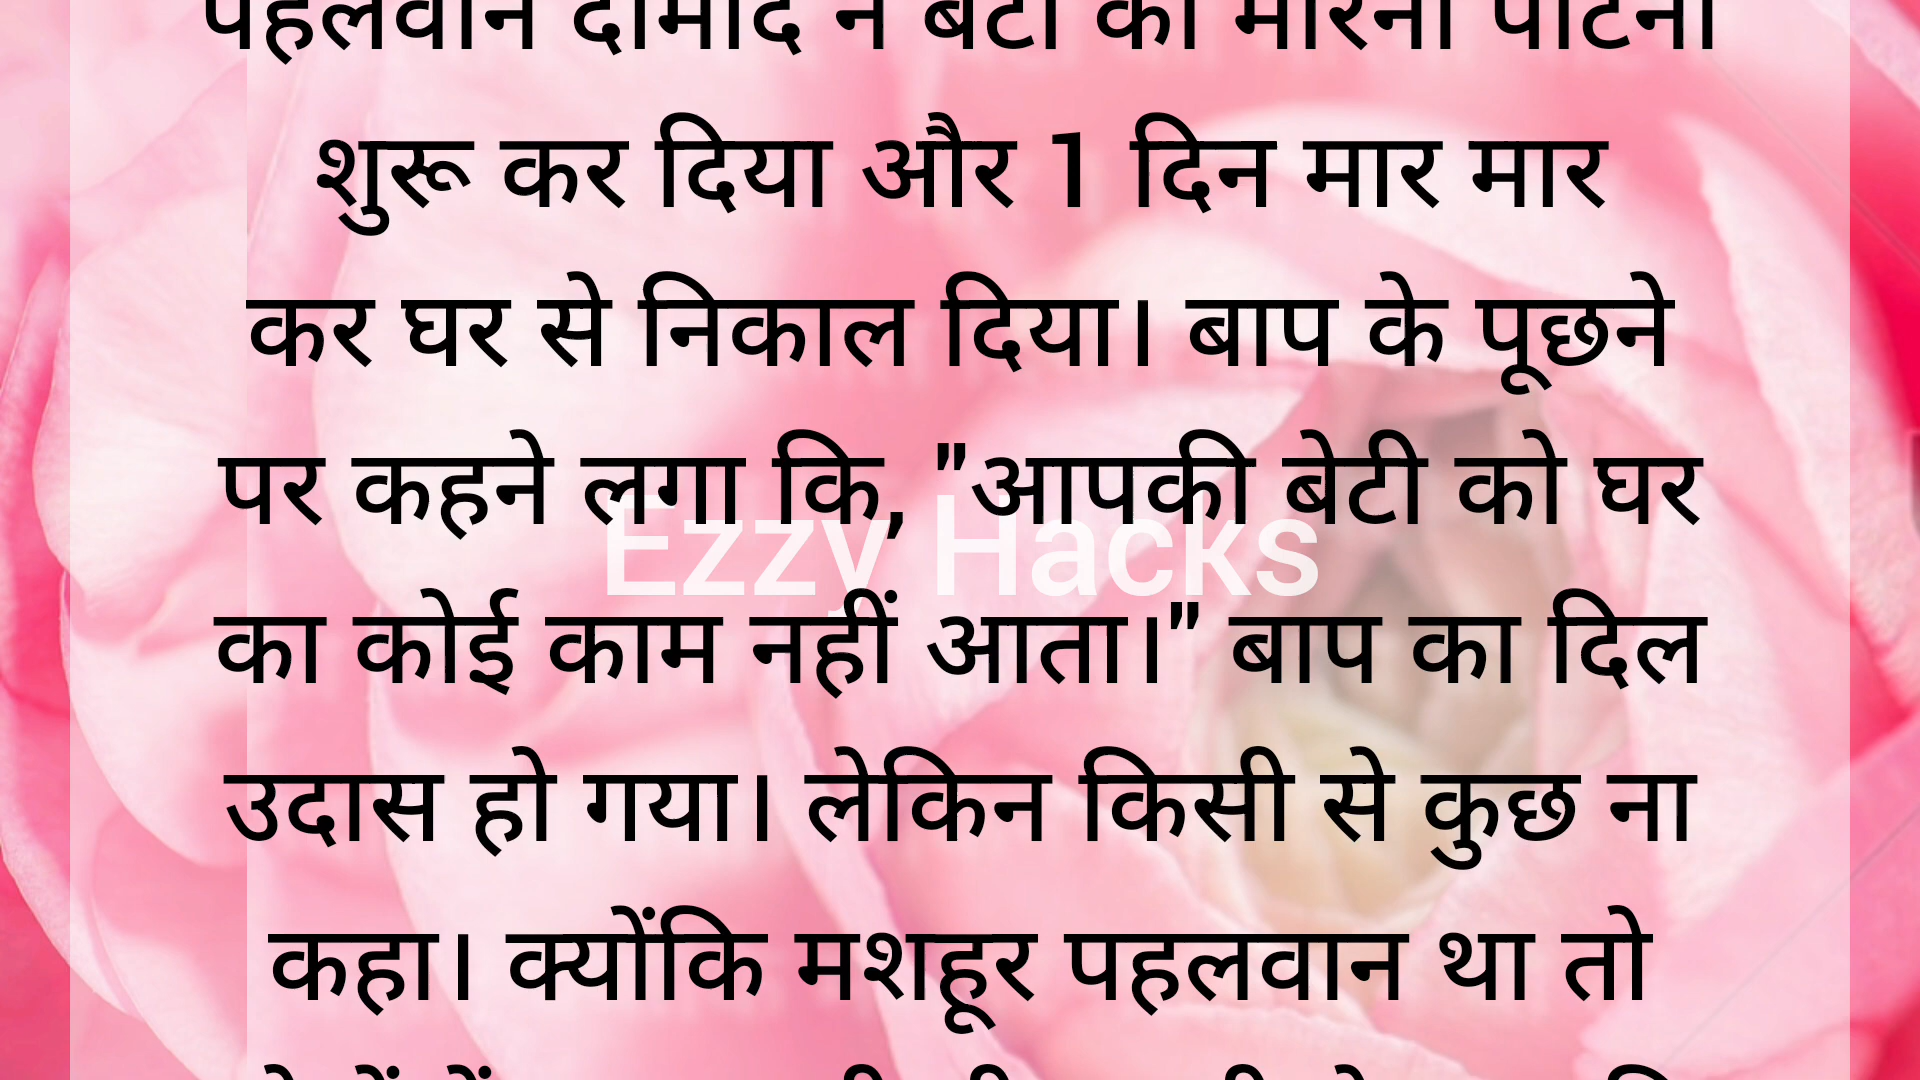 पहलवान दामाद ने बेटी को मारना पीटना
शुरू कर दिया और 1 दिन मार मार
कर घर से निकाल दिया। बाप के पूछने
पर कहने लगा कि, "आपकी बेटी को घर
Ezzy Hacks
का कोई काम नहीं आता।" बाप का दिल
उदास हो गया। लेकिन किसी से कुछ ना
कहा। क्योंकि मशहूर पहलवान था तो